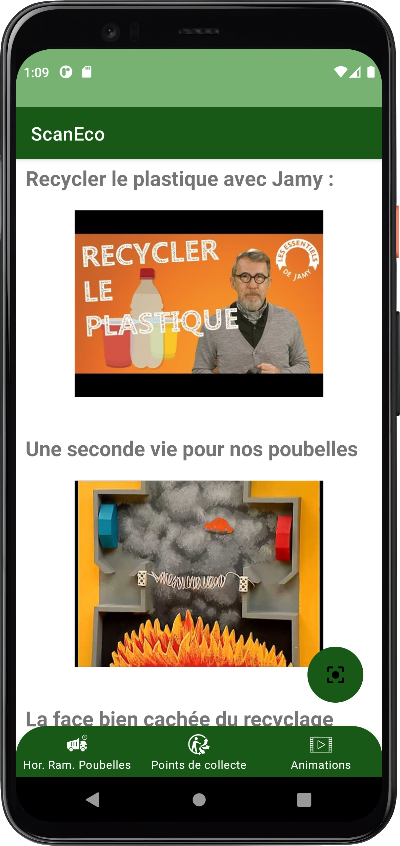 1:09
ScanEco
Recycler le plastique avec Jamy :
RECYCLER
LE
PLASTIQUE
LES ESSENTIELS
DE JAMY
Une seconde vie pour nos poubelles
La face bien cachée du recyclage
Hor. Ram. Poubelles
Points de collecte
Animations